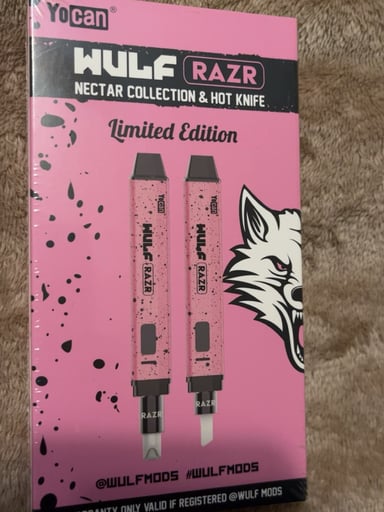 Yocan®
WULF RAZR
NECTAR COLLECTION & HOT KNIFE
Limited Edition
Yocan
WULF
RAZR
Yocan
WULF
RAZR
RAZR
RAZR
@WULFMODS #WULFMODS
ONLY VALID IF REGISTERED @WULF MODS